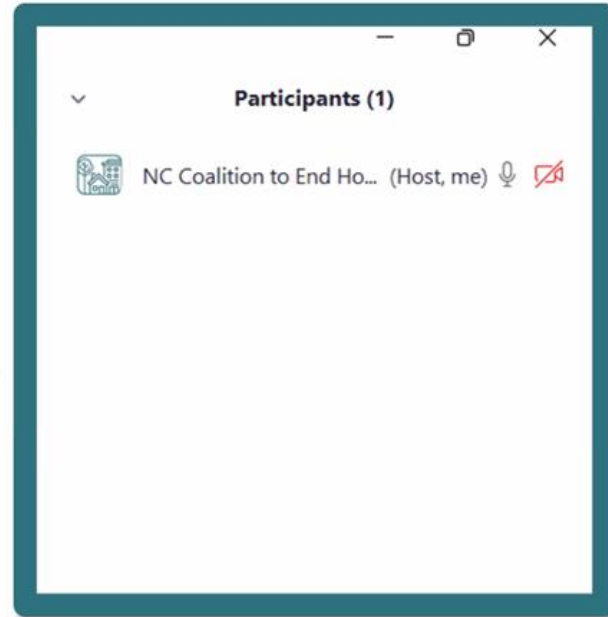 Participants (1)
NC Coalition to End Ho... (Host, me)